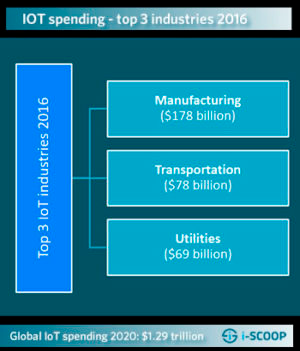 IOT spending - top 3 industries 2016
Top 3 IoT industries 2016
Manufacturing
($178 billion)
Transportation
($78 billion)
Utilities
($69 billion)
Global IoT spending 2020: $1.29 trillion
i-SCOOP